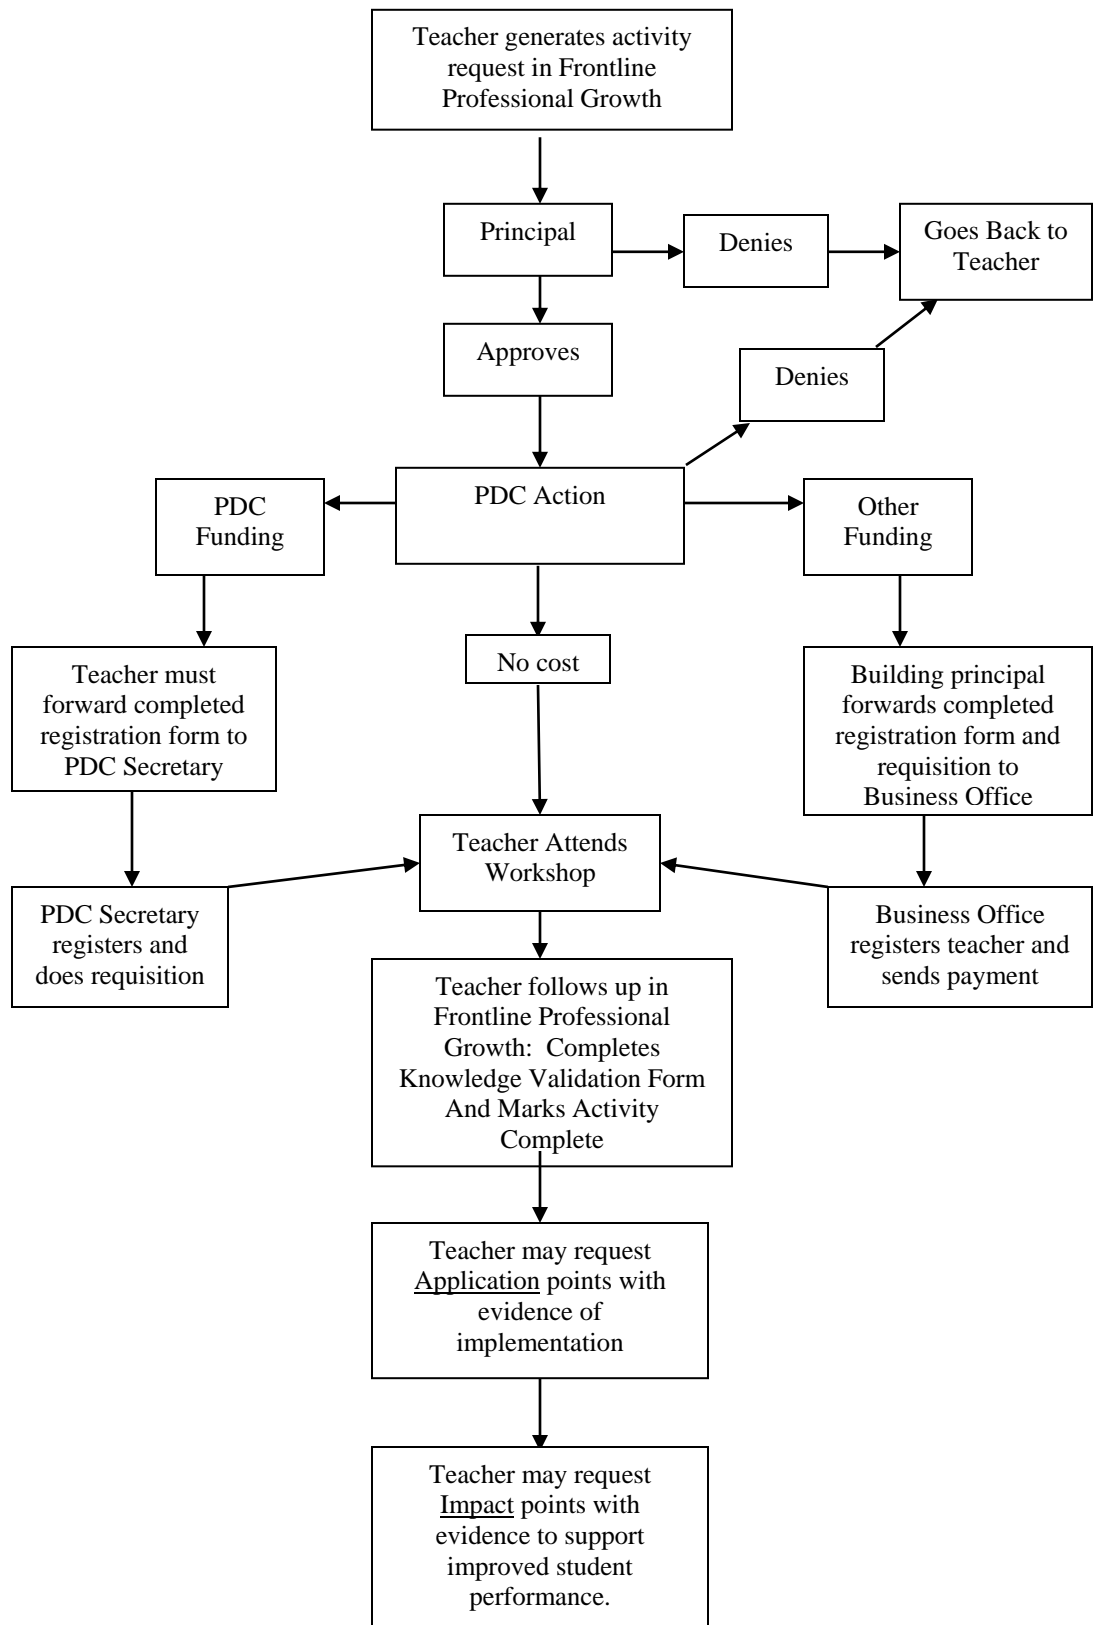 Teacher generates activity
request in Frontline
Professional Growth
Principal
Denies
Goes Back to
Teacher
Approves
Denies
PDC Action
PDC
Funding
Other
Funding
No cost
Teacher must
forward completed
registration form to
PDC Secretary
Building principal
forwards completed
registration form and
requisition to
Business Office
Teacher Attends
Workshop
PDC Secretary
registers and
does requisition
Business Office
registers teacher and
sends payment
Teacher follows up in
Frontline Professional
Growth:  Completes
Knowledge Validation Form
And Marks Activity
Complete
Teacher may request
Application points with
evidence of
implementation
Teacher may request
Impact points with
evidence to support
improved student
performance.